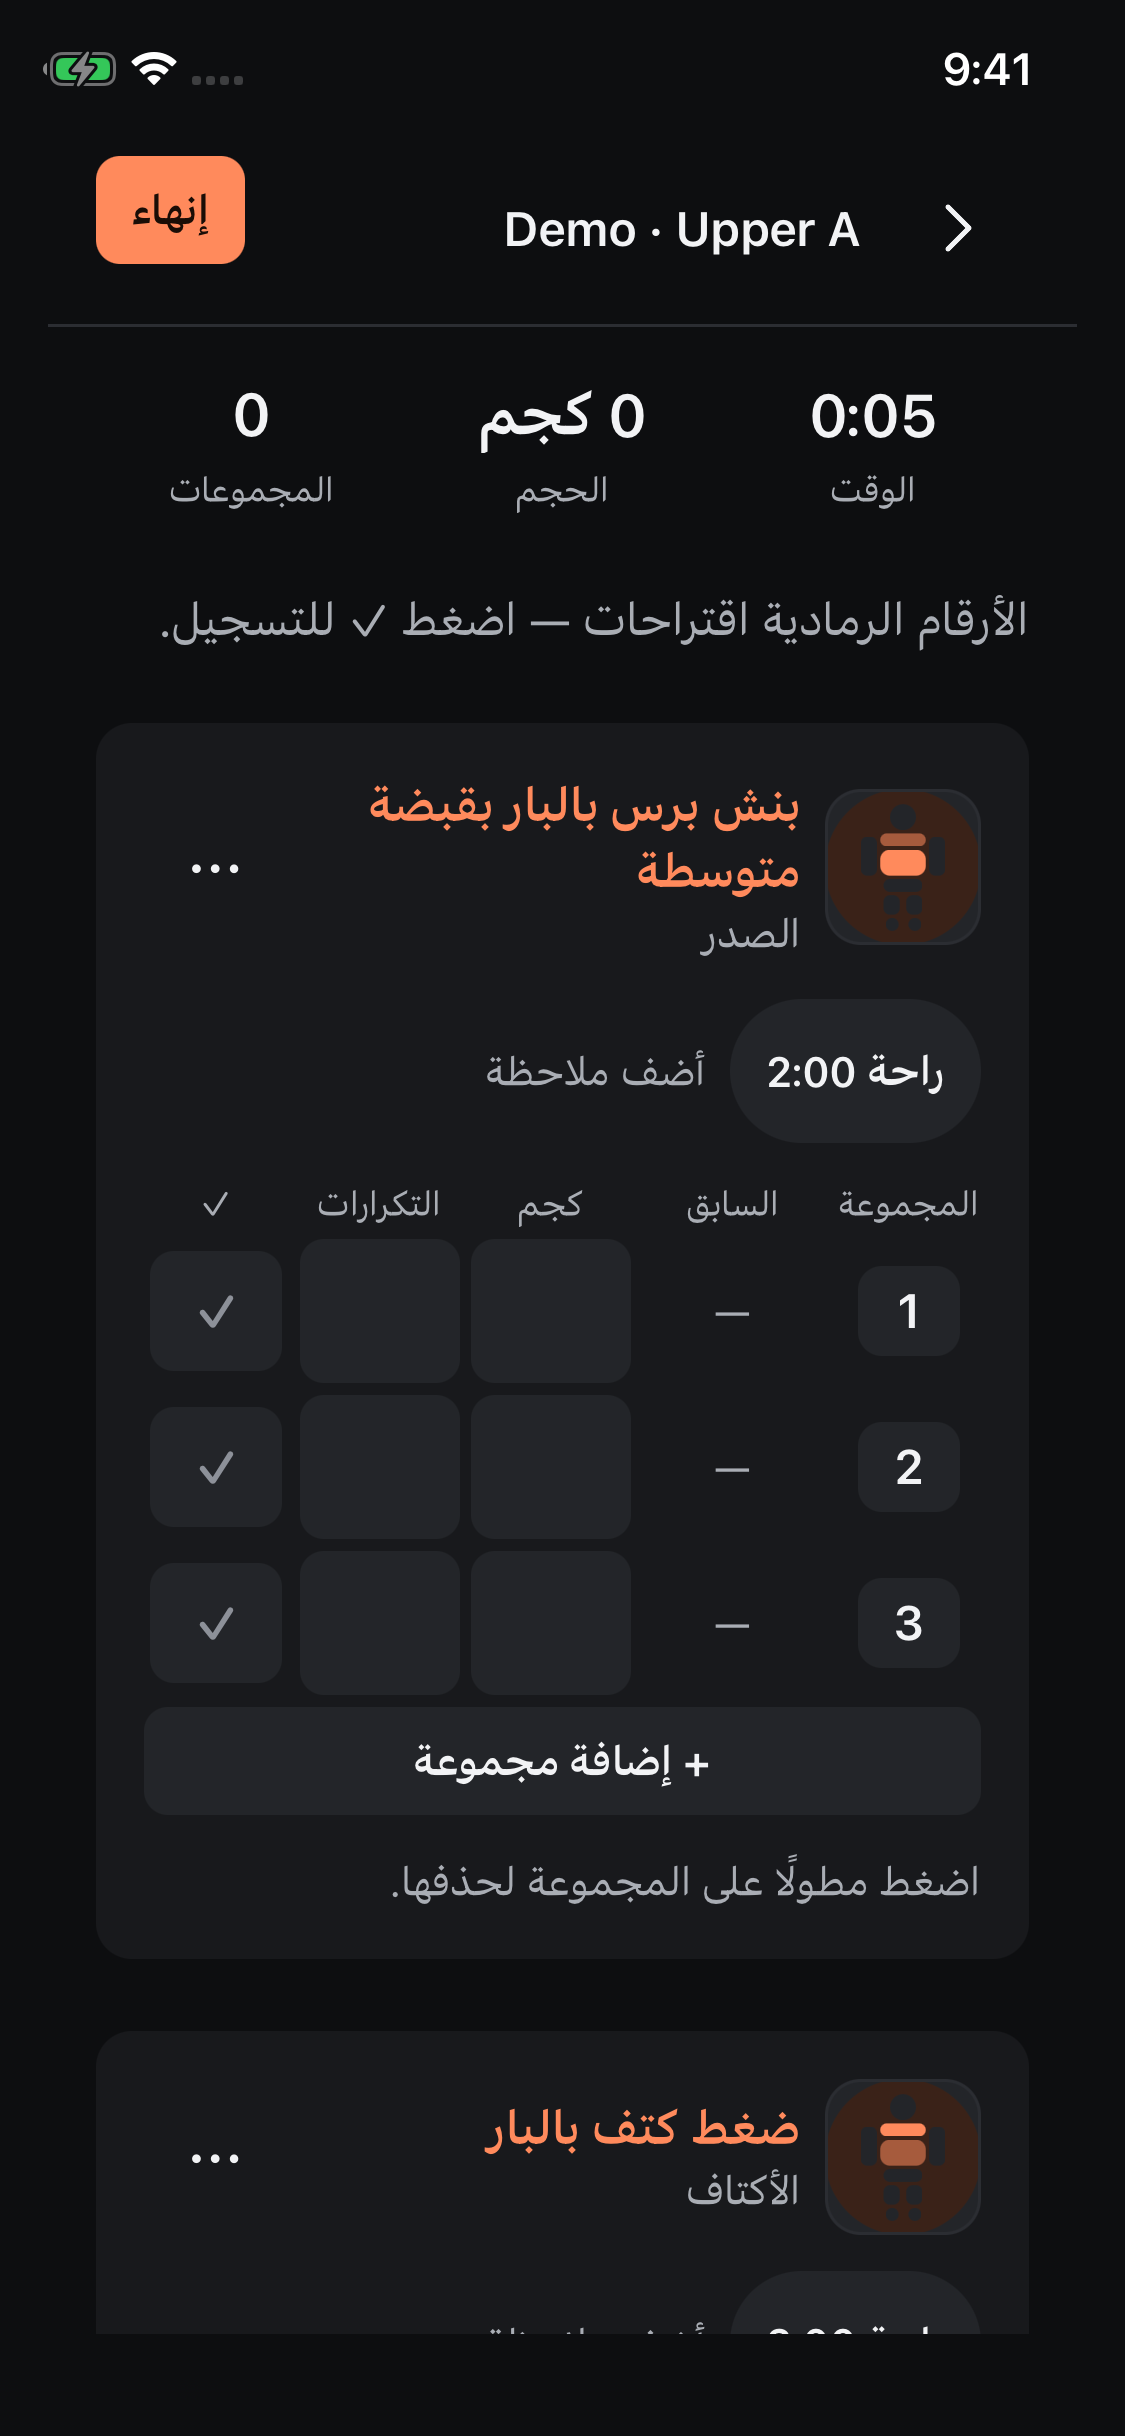 9:41
Demo · Upper A
إنهاء
0:05
0 كجم
0
الوقت
الحجم
المجموعات
الأرقام الرمادية اقتراحات — اضغط ✓ للتسجيل.
بنش برس بالبار بقبضة
متوسطة
الصدر
...
راحة 2:00
أضف ملاحظة
المجموعة
السابق
كجم
التكرارات
✓
1
—
✓
2
—
✓
3
—
✓
+ إضافة مجموعة
اضغط مطولًا على المجموعة لحذفها.
ضغط كتف بالبار
الأكتاف
...